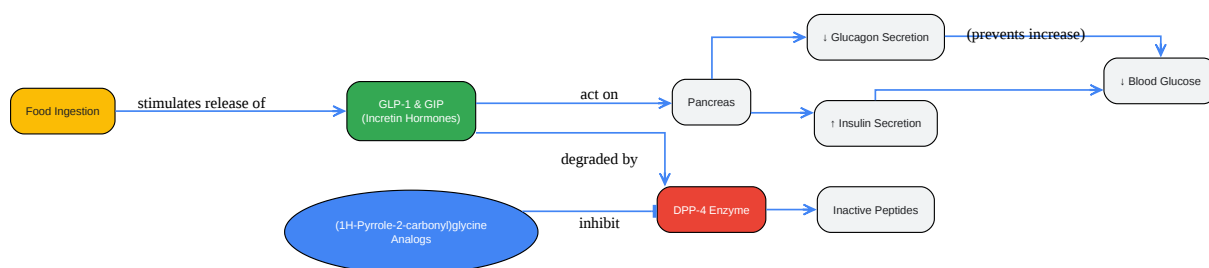 Food Ingestion
stimulates release of
GLP-1 & GIP
(Incretin Hormones)
act on
Pancreas
↓ Glucagon Secretion
(prevents increase)
↓ Blood Glucose
↑ Insulin Secretion
degraded by
(1H-Pyrrole-2-carbonyl)glycine
Analogs
inhibit
DPP-4 Enzyme
Inactive Peptides